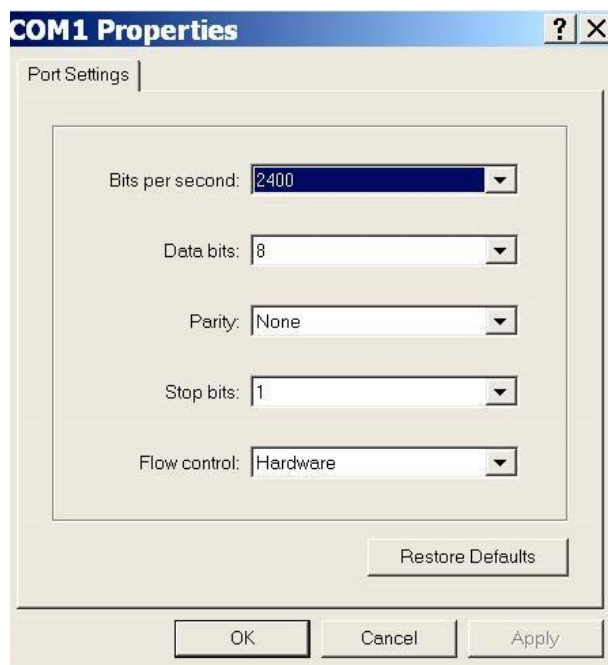 COM1 Properties
Port Settings
Bits per second: 2400
Data bits: 8
Parity: None
Stop bits: 1
Flow control: Hardware
Restore Defaults
OK Cancel Apply